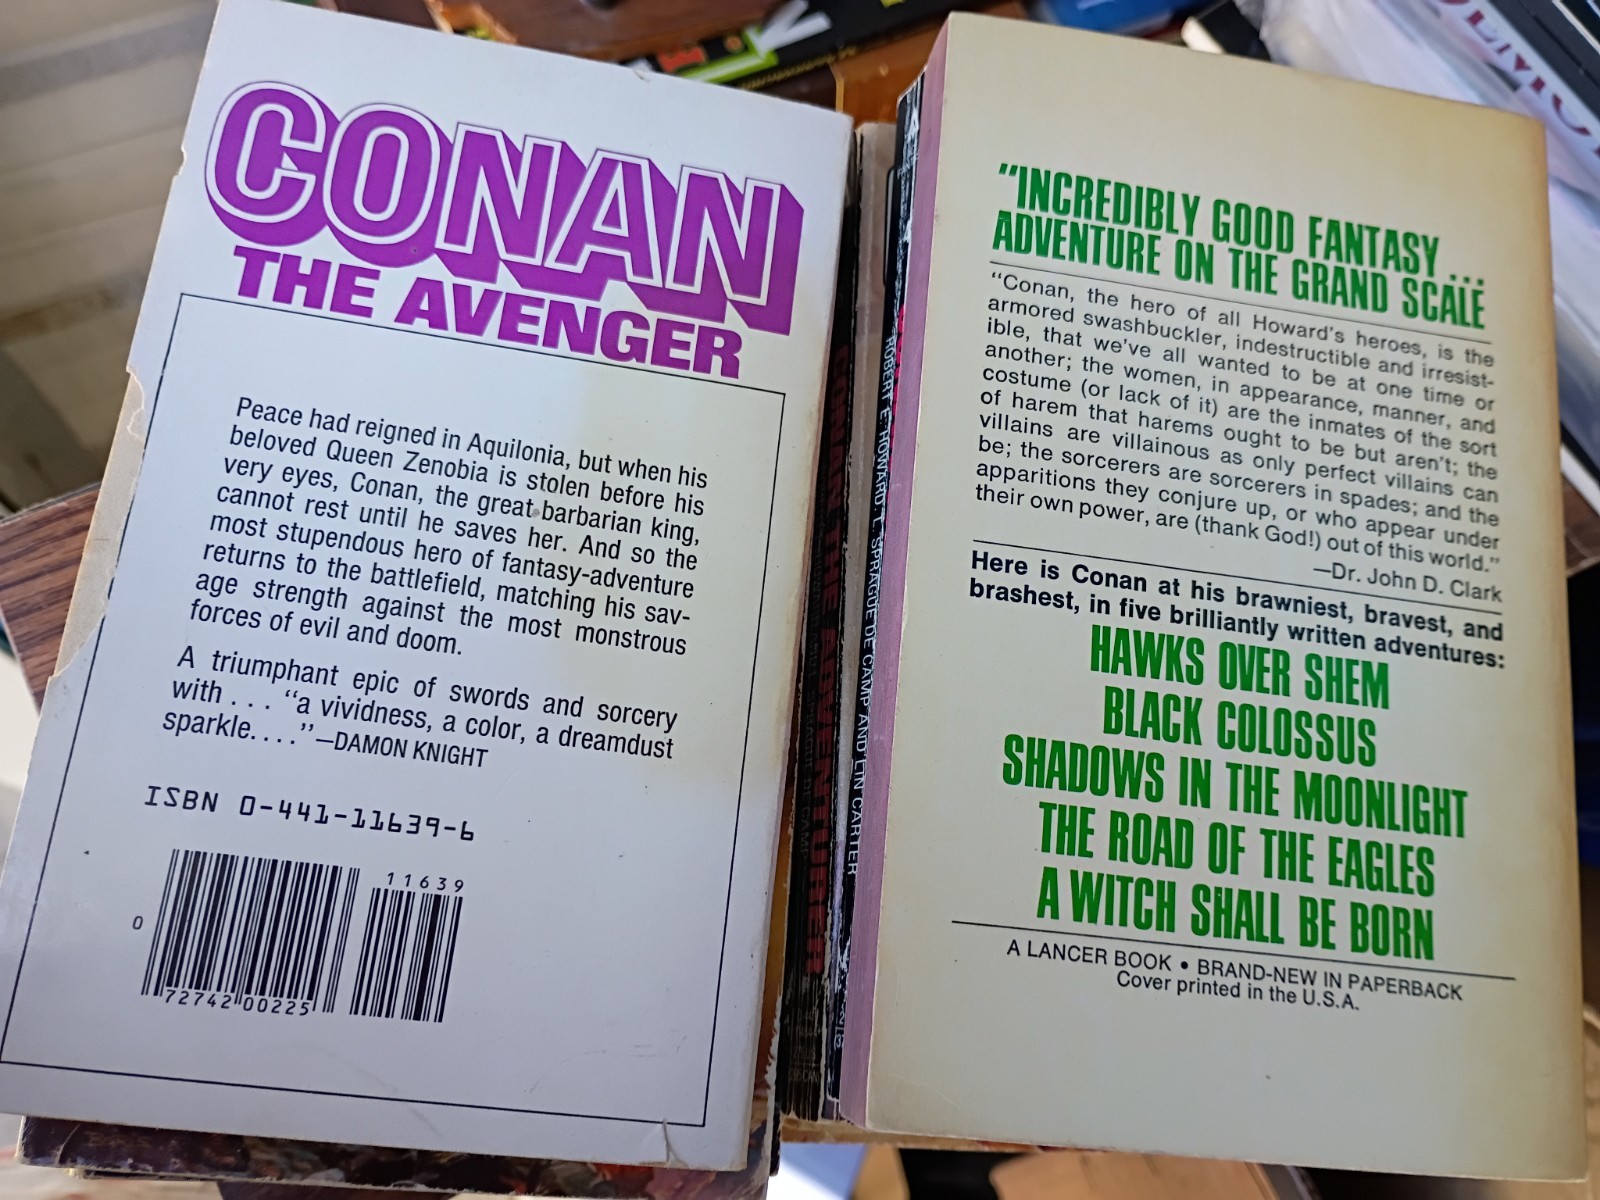 CONAN
THE AVENGER
Peace had reigned in Aquilonia, but when his
beloved Queen Zenobia is stolen before his
very eyes, Conan, the great barbarian king,
cannot rest until he saves her. And so the
most stupendous hero of fantasy-adventure
returns to the battlefield, matching his sav-
age strength against the most monstrous
forces of evil and doom.
A triumphant epic of swords and sorcery
with . . . "a vividness, a color, a dreamdust
sparkle. . . ." —DAMON KNIGHT
ISBN 0-441-11639-6
11639
0
72742 00225
ROBERT E. HOWARD, L. SPRAGUE DE CAMP AND LIN CARTER
"INCREDIBLY GOOD FANTASY ...
ADVENTURE ON THE GRAND SCALE
"Conan, the hero of all Howard's heroes, is the
armored swashbuckler, indestructible and irresist-
ible, that we've all wanted to be at one time or
another; the women, in appearance, manner, and
costume (or lack of it) are the inmates of the sort
of harem that harems ought to be but aren't; the
villains are villainous as only perfect villains can
be; the sorcerers are sorcerers in spades; and the
apparitions they conjure up, or who appear under
their own power, are (thank God!) out of this world."
—Dr. John D. Clark
Here is Conan at his brawniest, bravest, and
brashest, in five brilliantly written adventures:
HAWKS OVER SHEM
BLACK COLOSSUS
SHADOWS IN THE MOONLIGHT
THE ROAD OF THE EAGLES
A WITCH SHALL BE BORN
A LANCER BOOK • BRAND-NEW IN PAPERBACK
Cover printed in the U.S.A.